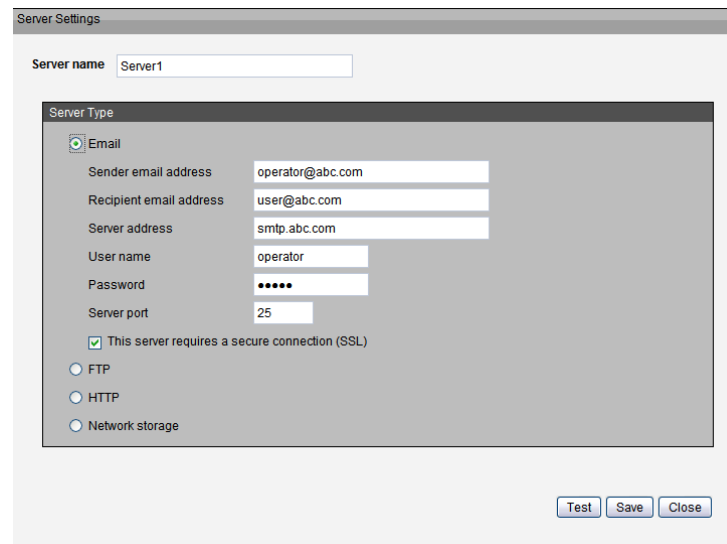 Server Settings
Server name Server1
Server Type
Email
Sender email address operator@abc.com
Recipient email address user@abc.com
Server address smtp.abc.com
User name operator
Password •••••
Server port 25
This server requires a secure connection (SSL)
FTP
HTTP
Network storage
Test Save Close